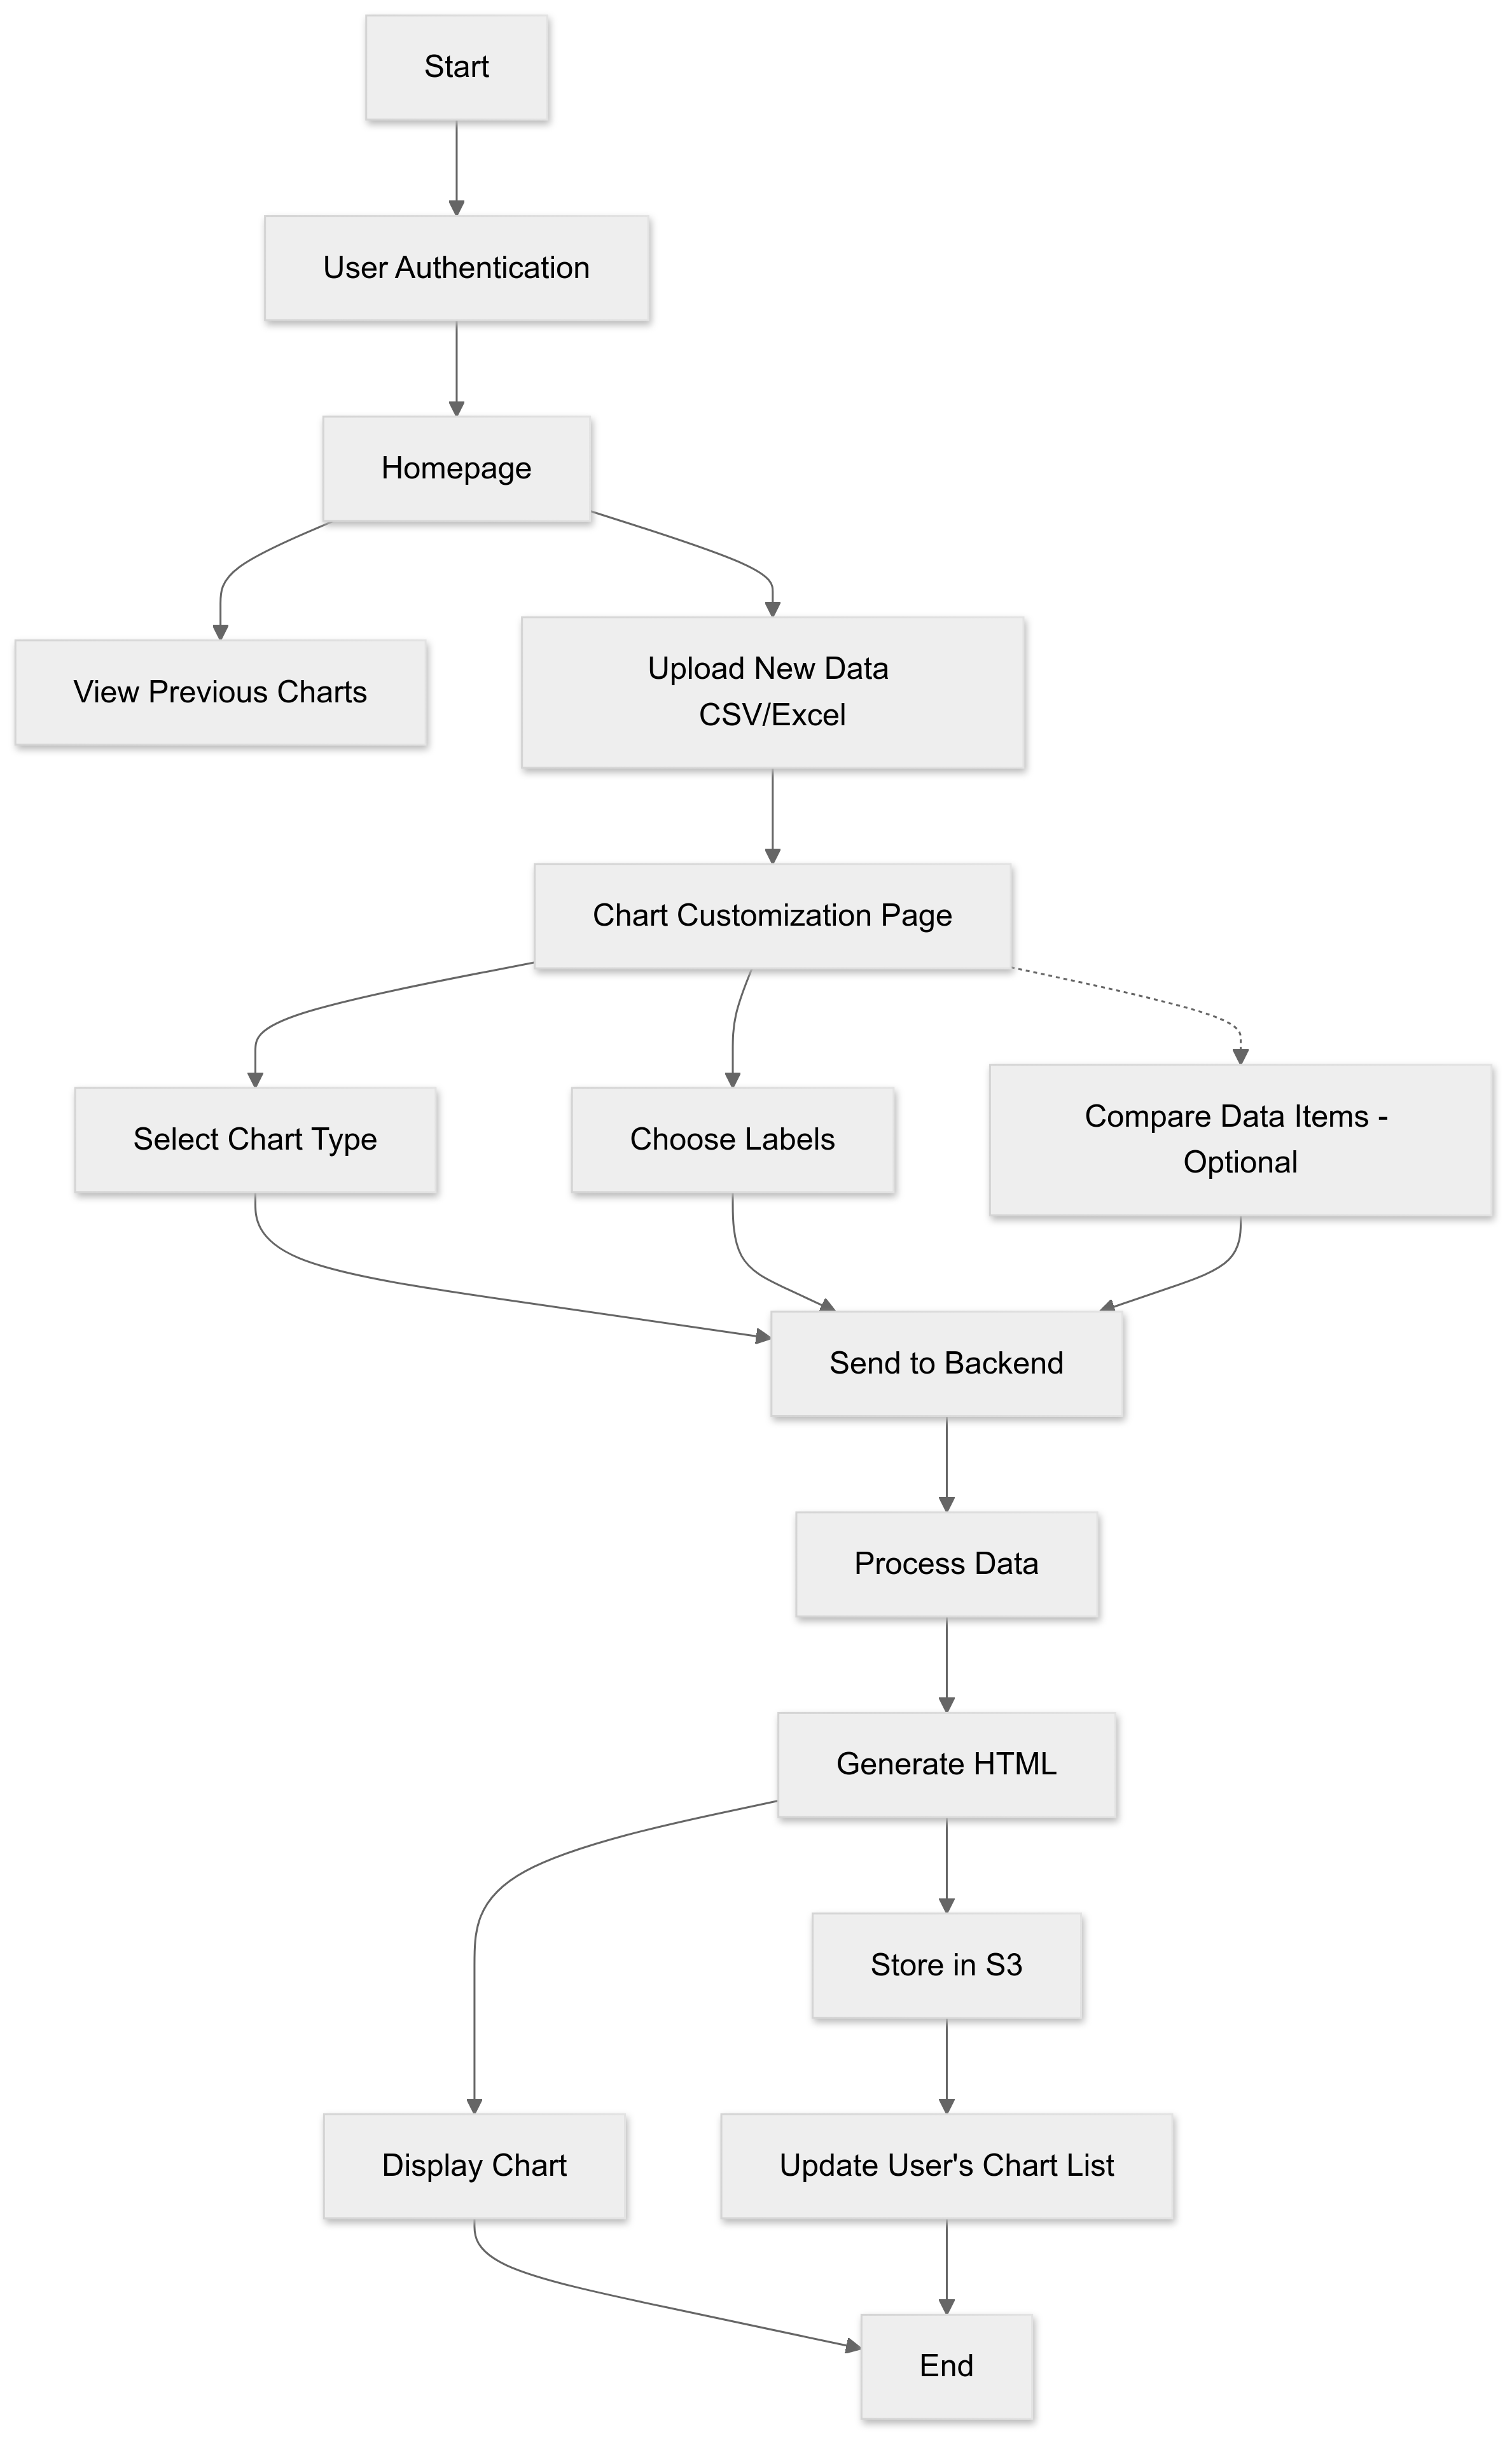 Start
User Authentication
Homepage
View Previous Charts
Upload New Data
CSV/Excel
Chart Customization Page
Select Chart Type
Choose Labels
Compare Data Items -
Optional
Send to Backend
Process Data
Generate HTML
Store in S3
Display Chart
Update User's Chart List
End